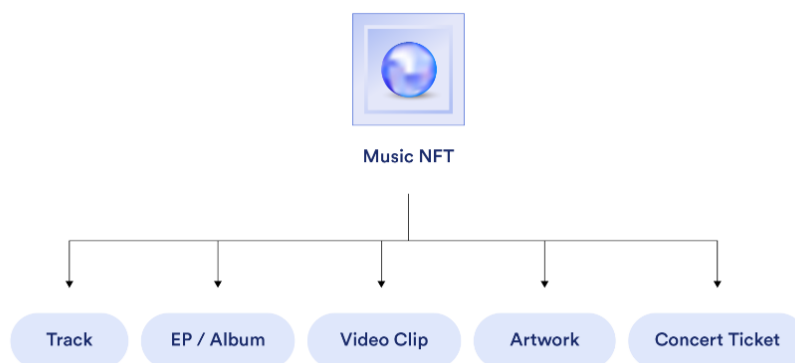 Music NFT
Track
EP / Album
Video Clip
Artwork
Concert Ticket